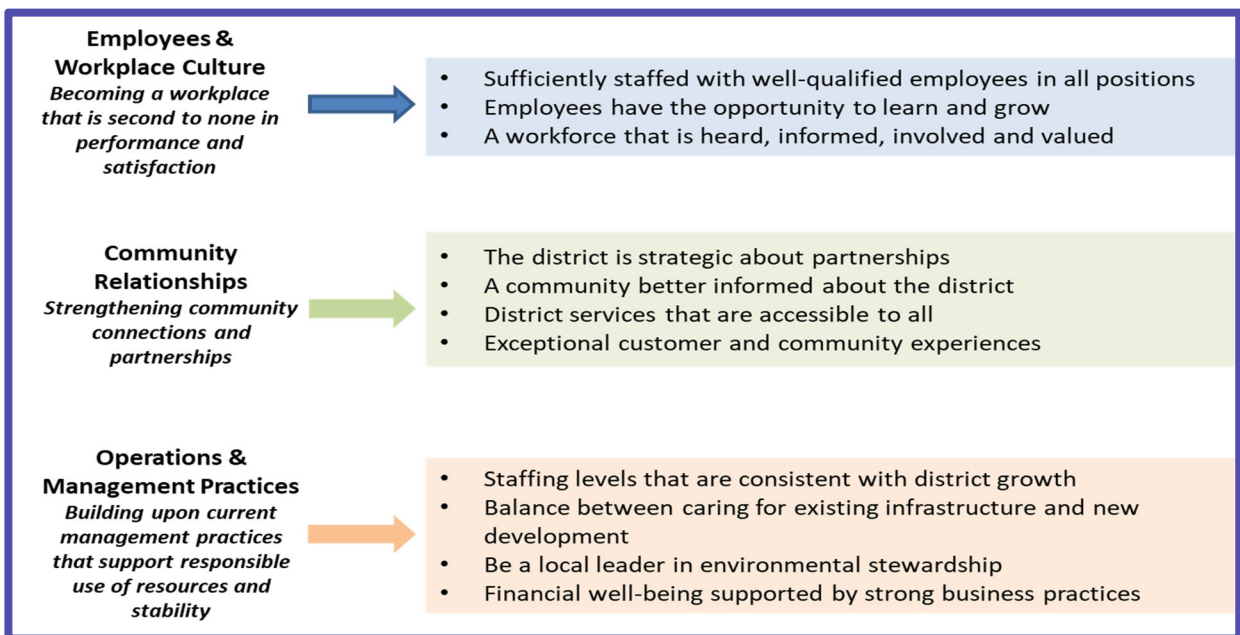 Employees &
Workplace Culture
Becoming a workplace
that is second to none in
performance and
satisfaction
• Sufficiently staffed with well-qualified employees in all positions
• Employees have the opportunity to learn and grow
• A workforce that is heard, informed, involved and valued
Community
Relationships
Strengthening community
connections and
partnerships
• The district is strategic about partnerships
• A community better informed about the district
• District services that are accessible to all
• Exceptional customer and community experiences
Operations &
Management Practices
Building upon current
management practices
that support responsible
use of resources and
stability
• Staffing levels that are consistent with district growth
• Balance between caring for existing infrastructure and new
development
• Be a local leader in environmental stewardship
• Financial well-being supported by strong business practices